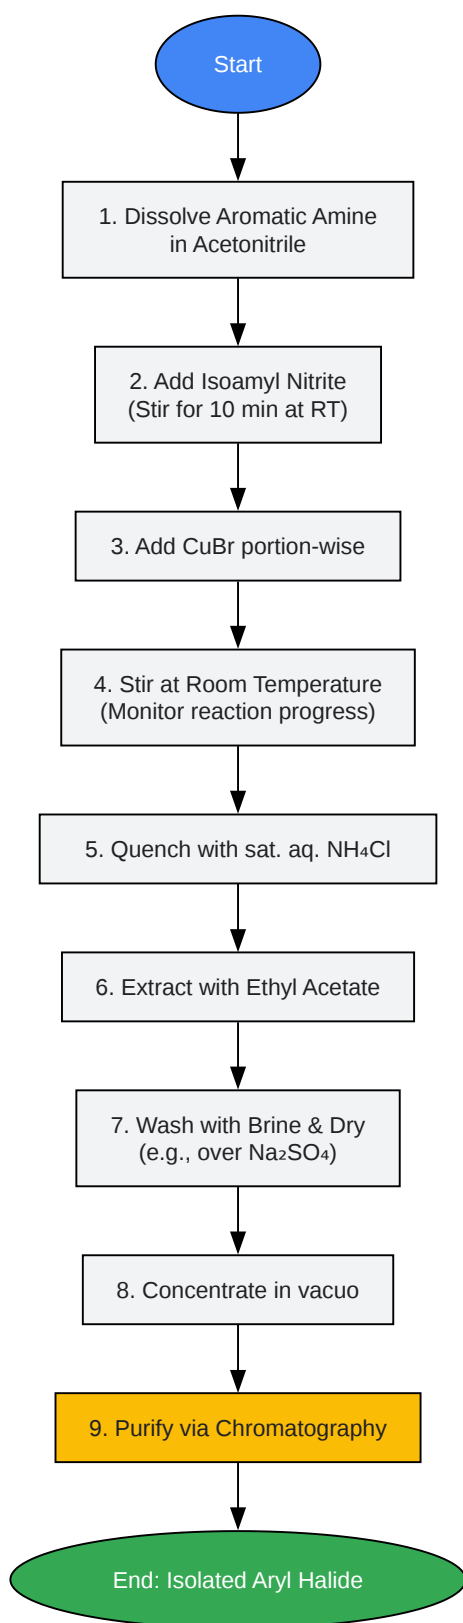 Start
1. Dissolve Aromatic Amine
in Acetonitrile
2. Add Isoamyl Nitrite
(Stir for 10 min at RT)
3. Add CuBr portion-wise
4. Stir at Room Temperature
(Monitor reaction progress)
5. Quench with sat. aq. NH₄Cl
6. Extract with Ethyl Acetate
7. Wash with Brine & Dry
(e.g., over Na₂SO₄)
8. Concentrate in vacuo
9. Purify via Chromatography
End: Isolated Aryl Halide